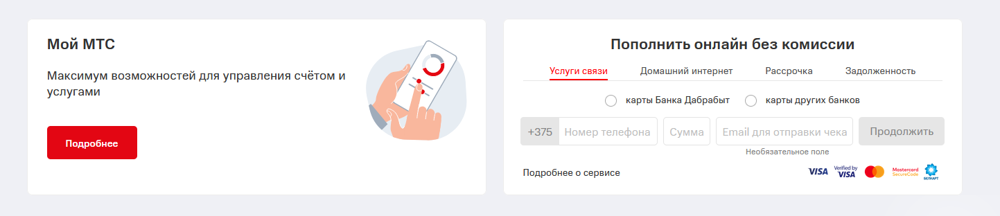 Мой МТС
Максимум возможностей для управления счётом и
услугами
Подробнее
Пополнить онлайн без комиссии
Услуги связи
Домашний интернет
Рассрочка
Задолженность
карты Банка Дабрабыт
карты других банков
+375
Номер телефона
Сумма
Email для отправки чека
Продолжить
Необязательное поле
Подробнее о сервисе
VISA
Verified by
VISA
Mastercard
SecureCode
БЕЛКАРТ